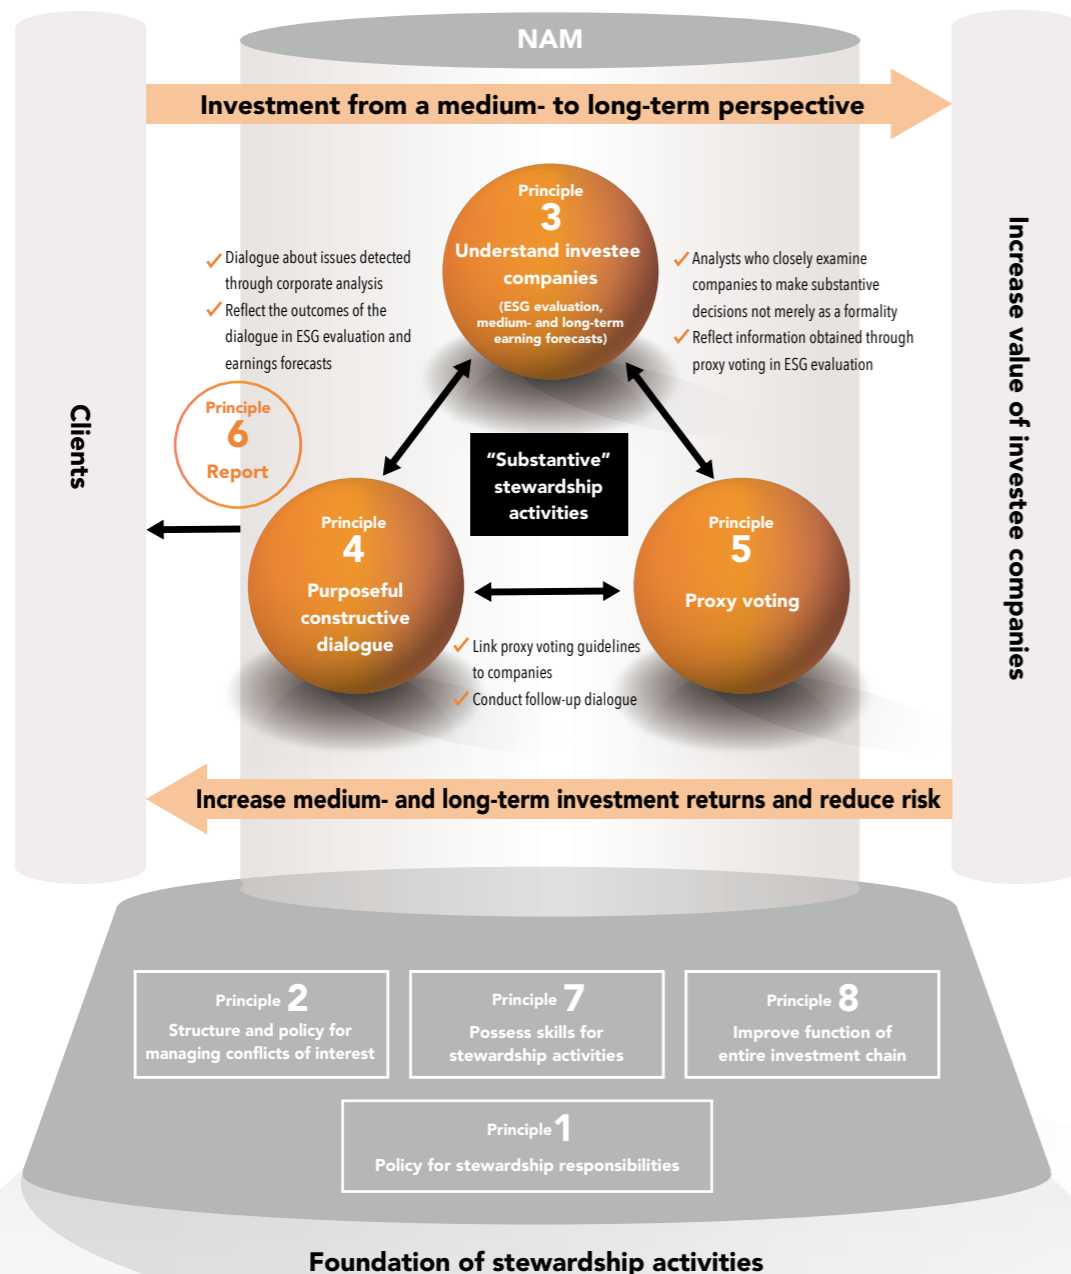 NAM
Investment from a medium- to long-term perspective
Principle
3
Understand investee
companies
(ESG evaluation,
medium- and long-term
earning forecasts)
Dialogue about issues detected
through corporate analysis
Reflect the outcomes of the
dialogue in ESG evaluation and
earnings forecasts
Analysts who closely examine
companies to make substantive
decisions not merely as a formality
Reflect information obtained through
proxy voting in ESG evaluation
Clients
Increase value of investee companies
Principle
6
Report
"Substantive"
stewardship
activities
Principle
4
Purposeful
constructive
dialogue
Principle
5
Proxy voting
Link proxy voting guidelines
to companies
Conduct follow-up dialogue
Increase medium- and long-term investment returns and reduce risk
Principle 2
Structure and policy for
managing conflicts of interest
Principle 7
Possess skills for
stewardship activities
Principle 8
Improve function of
entire investment chain
Principle 1
Policy for stewardship responsibilities
Foundation of stewardship activities